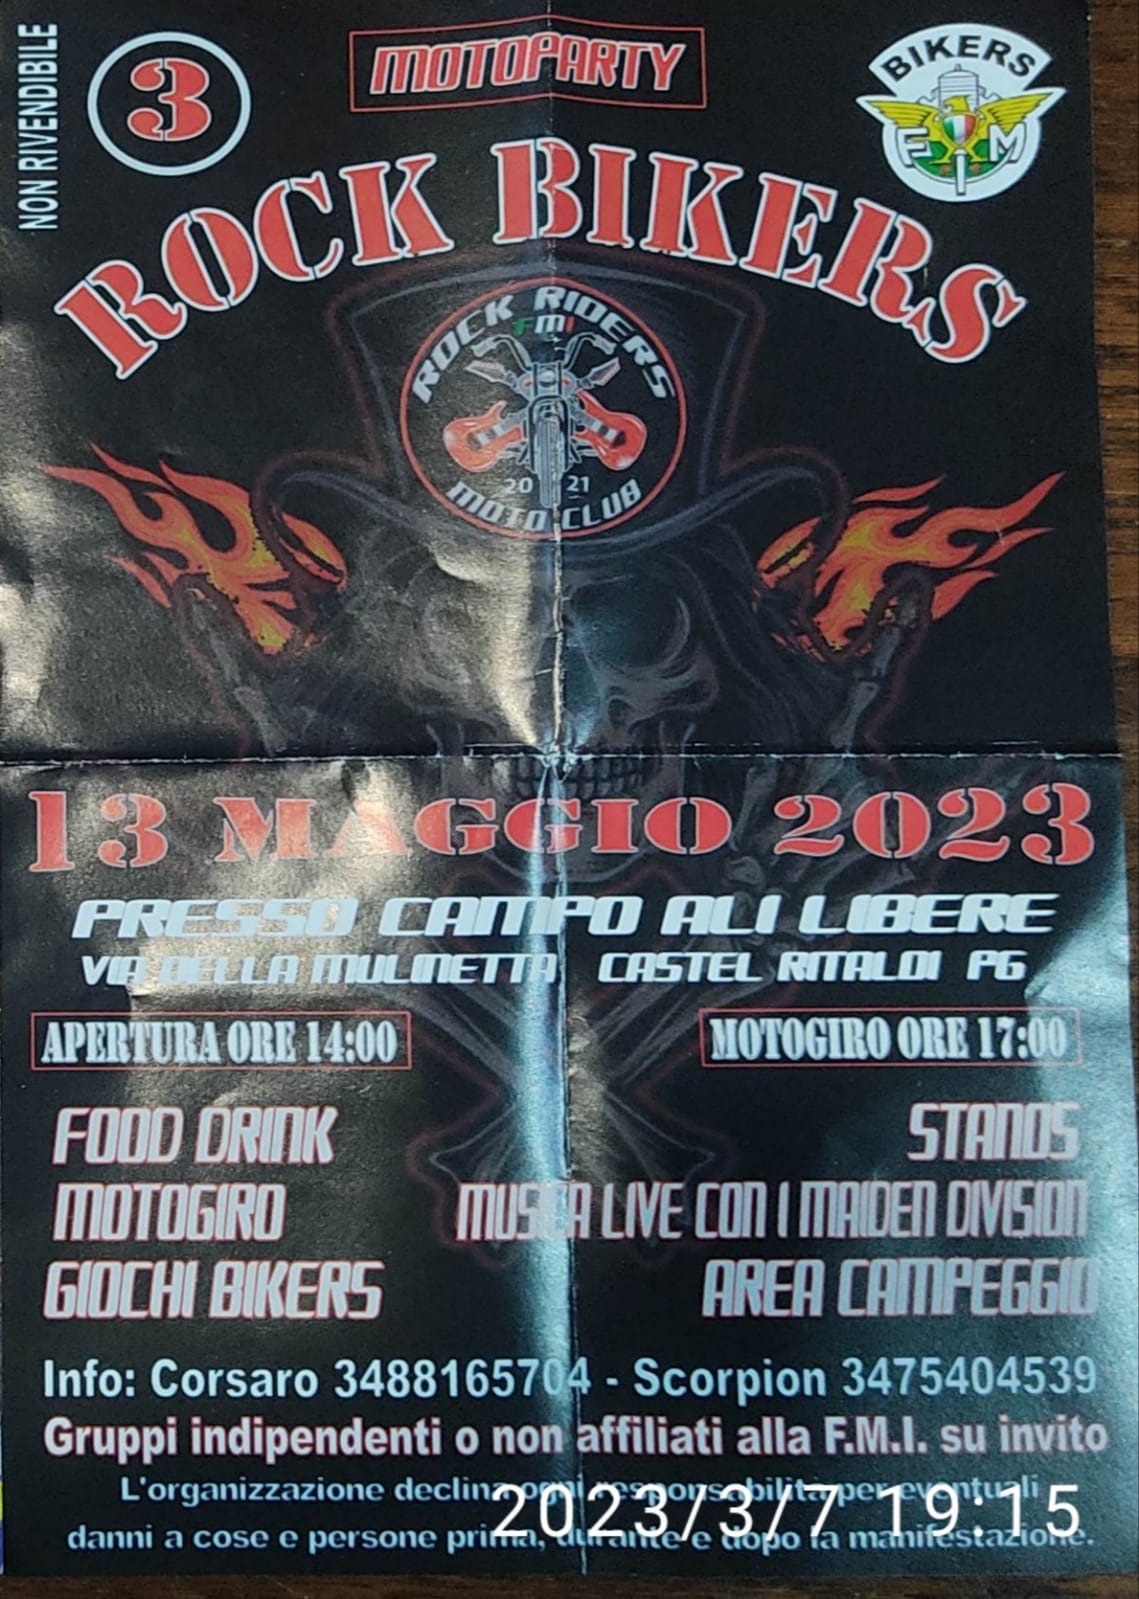 NON RIVENDIBILE
3
MOTOPARTY
BIKERS
FMI
ROCK BIKERS
ROCK RIDERS
FMI
20 21
MOTO CLUB
13 MAGGIO 2023
PRESSO CAMPO ALI LIBERE
VIA DELLA MULINETTA CASTEL RITALDI PG
APERTURA ORE 14:00
MOTOGIRO ORE 17:00
FOOD DRINK
STANDS
MOTOGIRO
MUSICA LIVE CON I MAIDEN DIVISION
GIOCHI BIKERS
AREA CAMPEGGIO
Info: Corsaro 3488165704 - Scorpion 3475404539
Gruppi indipendenti o non affiliati alla F.M.I. su invito
L'organizzazione declina ogni responsabilità per eventuali
danni a cose e persone prima, durante e dopo la manifestazione.
2023/3/7 19:15